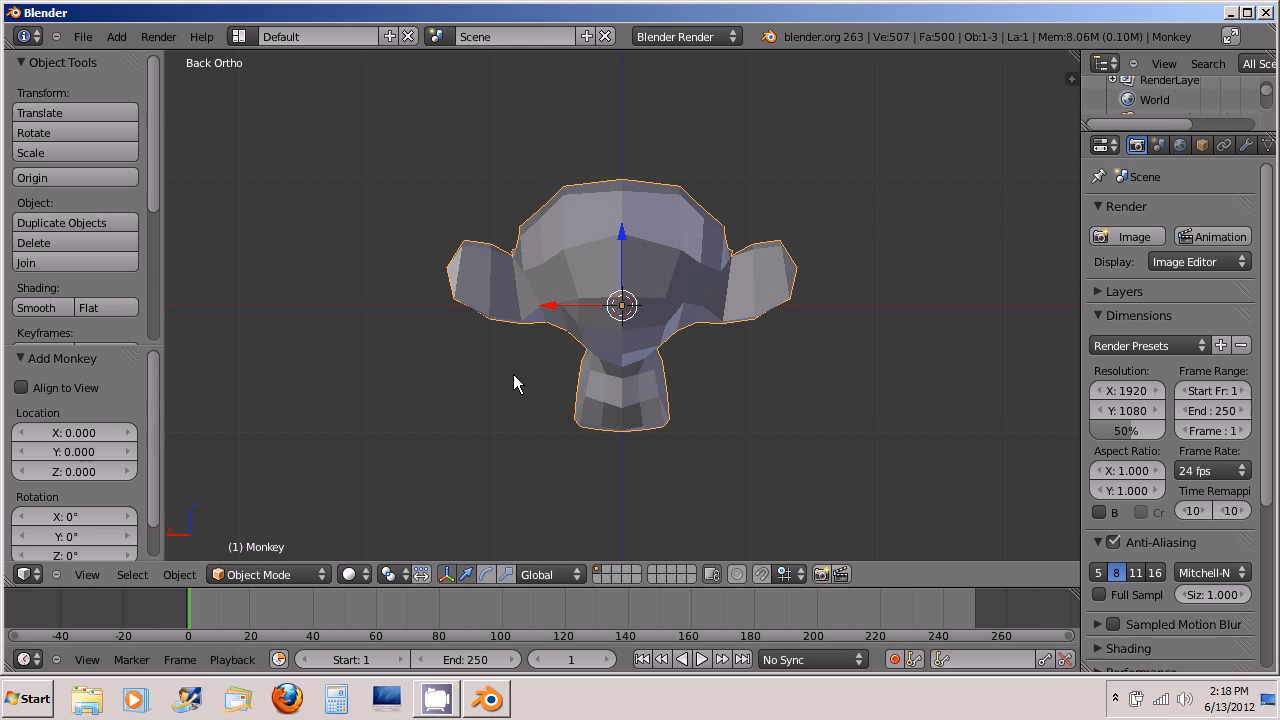 Blender
File Add Render Help Default Scene Blender Render blender.org 263 | Ve:507 | Fa:500 | Ob:1-3 | La:1 | Mem:8.06M (0.10M) | Monkey
Object Tools
Transform:
Translate
Rotate
Scale
Origin
Object:
Duplicate Objects
Delete
Join
Shading:
Smooth Flat
Keyframes:
Add Monkey
Align to View
Location
X: 0.000
Y: 0.000
Z: 0.000
Rotation
X: 0°
Y: 0°
Z: 0°
Back Ortho
(1) Monkey
View Select Object Object Mode Global
View Search All Sce
RenderLaye
World
Scene
Render
Image Animation
Display: Image Editor
Layers
Dimensions
Render Presets
Resolution: Frame Range:
X: 1920 Start Fr: 1
Y: 1080 End : 250
50% Frame : 1
Aspect Ratio: Frame Rate:
X: 1.000 24 fps
Y: 1.000 Time Remappi
B Cr 10 10
Anti-Aliasing
5 8 11 16 Mitchell-N
Full Sampl Siz: 1.000
Sampled Motion Blur
Shading
Performance
-40 -20 0 20 40 60 80 100 120 140 160 180 200 220 240 260
View Marker Frame Playback Start: 1 End: 250 1 No Sync
Start 2:18 PM
6/13/2012